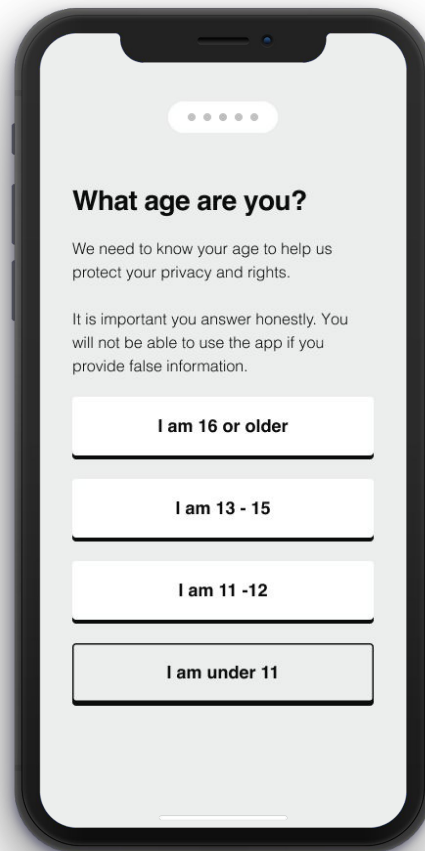 What age are you?
We need to know your age to help us
protect your privacy and rights.
It is important you answer honestly. You
will not be able to use the app if you
provide false information.
I am 16 or older
I am 13 - 15
I am 11 -12
I am under 11